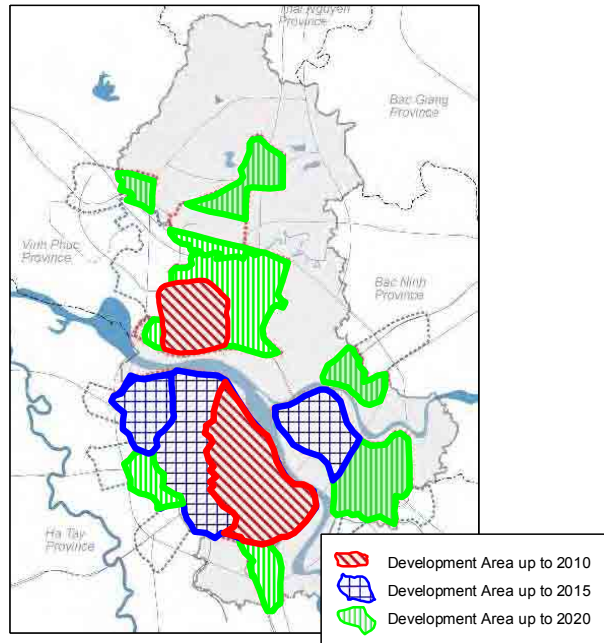 Thai Nguyen
Province
Bac Giang
Province
Vinh Phuc
Province
Bac Ninh
Province
Ha Tay
Province
Development Area up to 2010
Development Area up to 2015
Development Area up to 2020